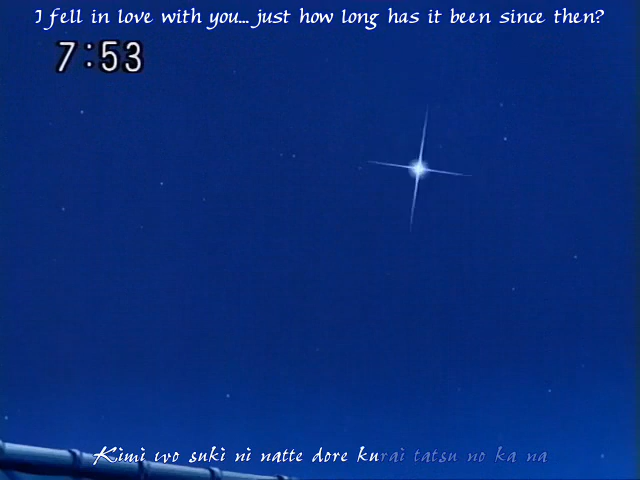 I fell in love with you... just how long has it been since then?
7:53
Kimi wo suki ni natte dore kurai tatsu no ka na